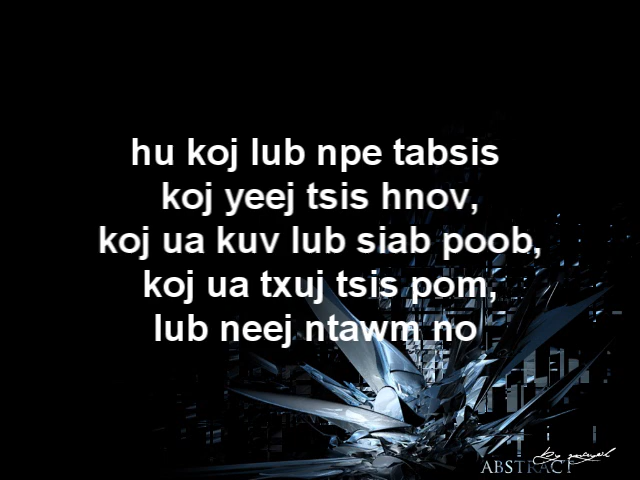 hu koj lub npe tabsis
koj yeej tsis hnov,
koj ua kuv lub siab poob,
koj ua txuj tsis pom,
lub neej ntawm no
ABSTRACT